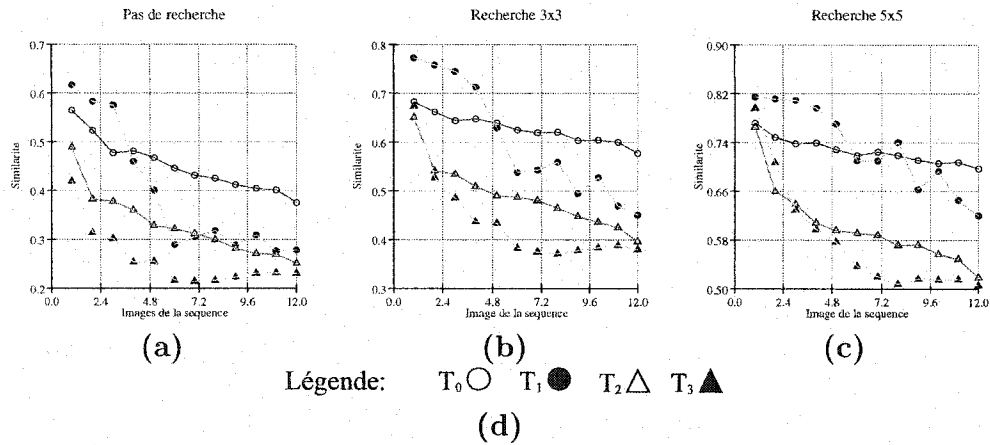 Pas de recherche
Recherche 3x3
Recherche 5x5
0.7
0.6
0.5
0.4
0.3
0.2
Similarite
0.0 2.4 4.8 7.2 9.6 12.0
Images de la sequence
0.8
0.7
0.6
0.5
0.4
0.3
Similarite
0.0 2.4 4.8 7.2 9.6 12.0
Image de la sequence
0.90
0.82
0.74
0.66
0.58
0.50
Similarite
0.0 2.4 4.8 7.2 9.6 12.0
Image de la sequence
(a)
(b)
(c)
Légende: T0 T1 T2 T3
(d)